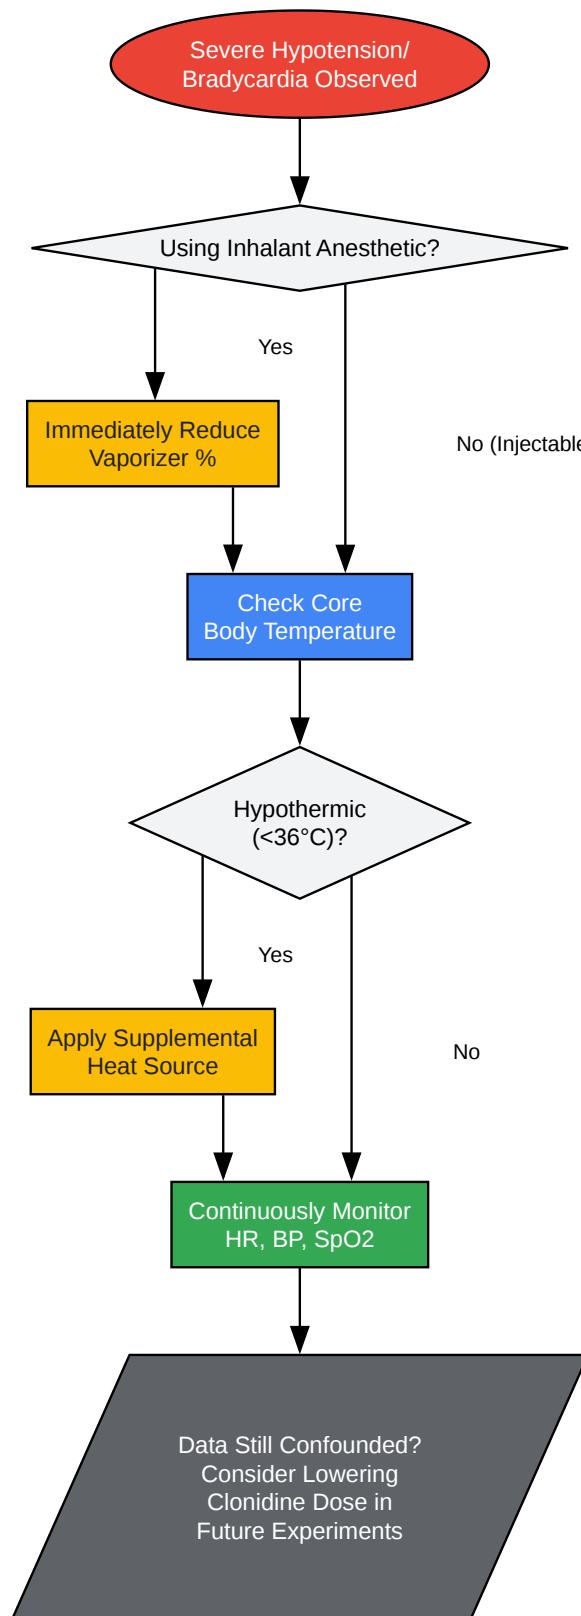 Severe Hypotension/
Bradycardia Observed
Using Inhalant Anesthetic?
Yes
Immediately Reduce
Vaporizer %
No (Injectable
Check Core
Body Temperature
Hypothermic
(<36°C)?
Yes
Apply Supplemental
Heat Source
No
Continuously Monitor
HR, BP, SpO2
Data Still Confounded?
Consider Lowering
Clonidine Dose in
Future Experiments